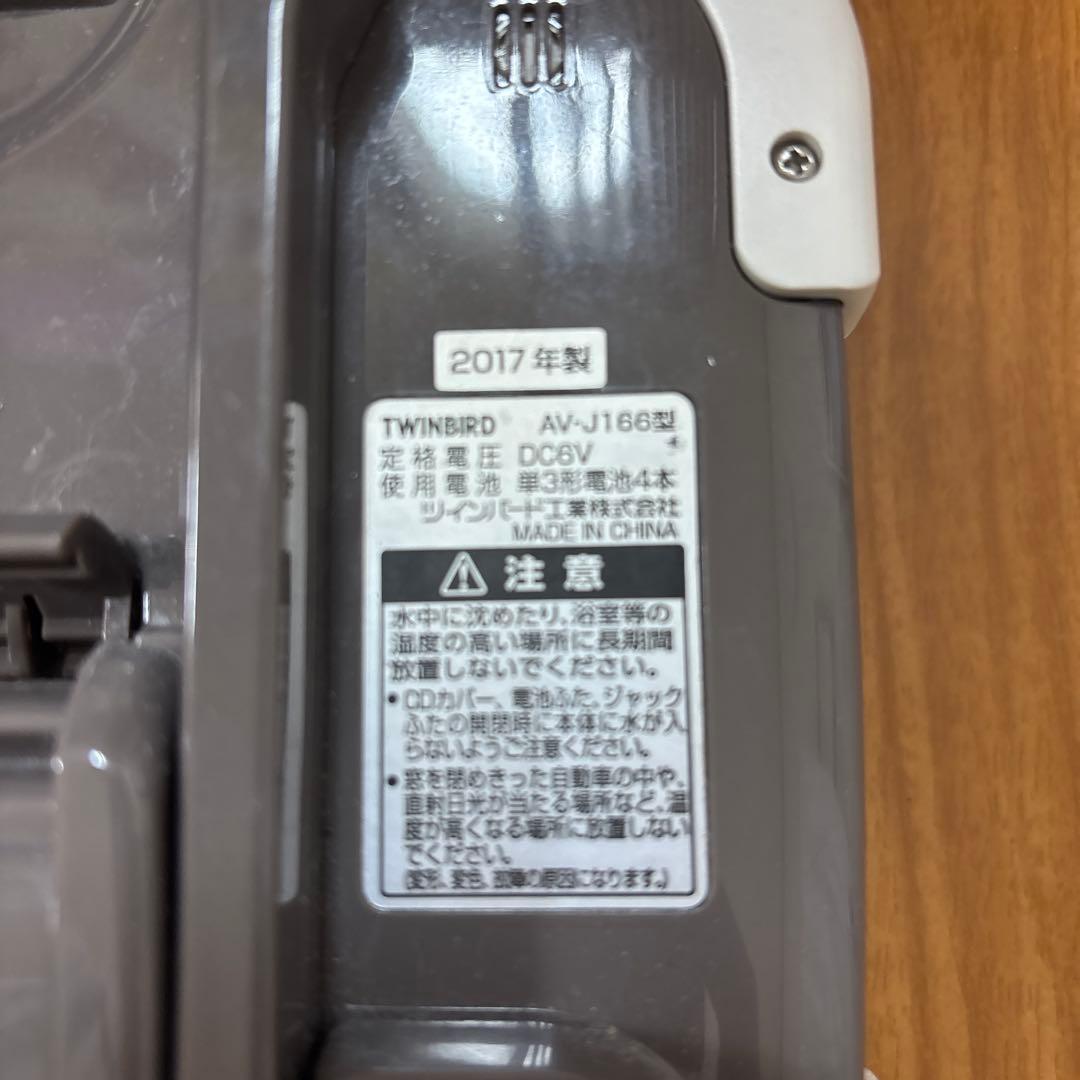 2017年製
TWINBIRD AV-J166型
定格電圧 DC6V
使用電池 単3形電池4本
ツインバード工業株式会社
MADE IN CHINA
注意
水中に沈めたり、浴室等の
湿度の高い場所に長期間
放置しないでください。
•CDカバー、電池ふた、ジャック
ふたの開閉時に本体に水が入
らないようご注意ください。
•窓を閉めきった自動車の中や、
直射日光が当たる場所など、温
度が高くなる場所に放置しない
でください。
(変形、変色、故障の原因になります。)